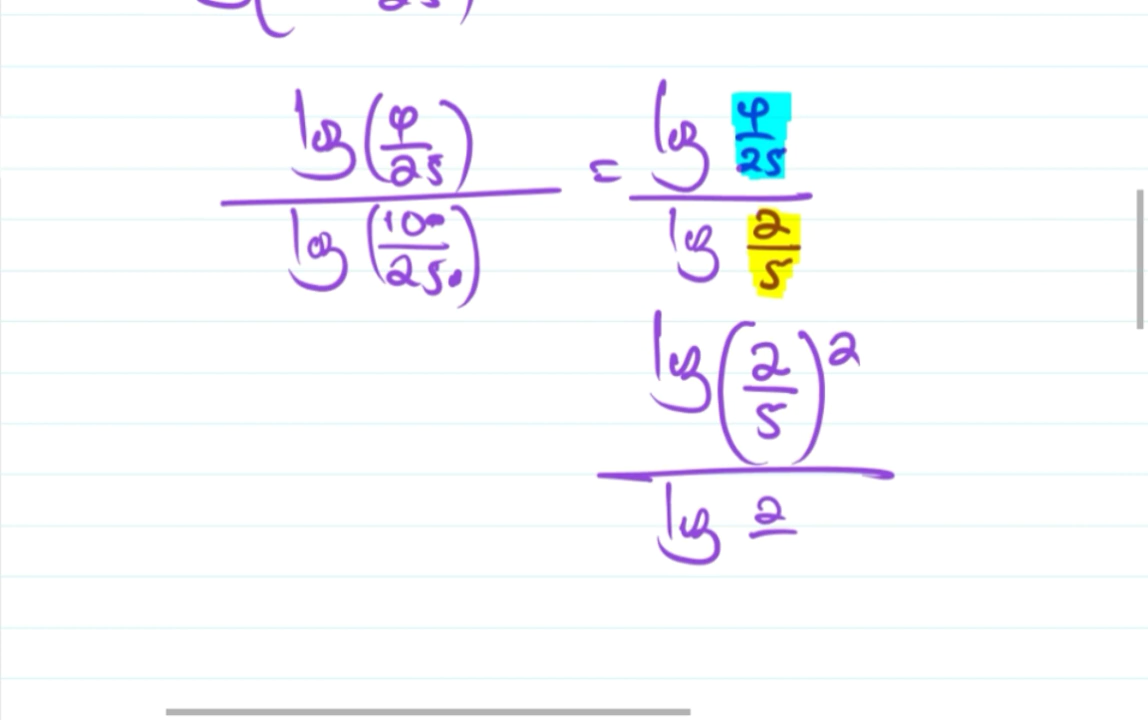 log(4/25) / log(100/250) = log 4/25 / log 2/5
log(2/5)² / log 2/